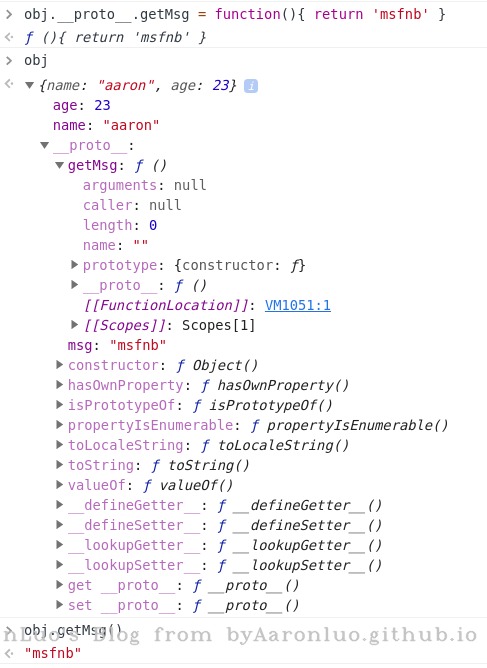 obj.__proto__.getMsg = function(){ return 'msfnb' }
ƒ (){ return 'msfnb' }
obj
{name: "aaron", age: 23} i
age: 23
name: "aaron"
__proto__:
getMsg: ƒ ()
arguments: null
caller: null
length: 0
name: ""
prototype: {constructor: ƒ}
__proto__: ƒ ()
[[FunctionLocation]]: VM1051:1
[[Scopes]]: Scopes[1]
msg: "msfnb"
constructor: ƒ Object()
hasOwnProperty: ƒ hasOwnProperty()
isPrototypeOf: ƒ isPrototypeOf()
propertyIsEnumerable: ƒ propertyIsEnumerable()
toLocaleString: ƒ toLocaleString()
toString: ƒ toString()
valueOf: ƒ valueOf()
__defineGetter__: ƒ __defineGetter__()
__defineSetter__: ƒ __defineSetter__()
__lookupGetter__: ƒ __lookupGetter__()
__lookupSetter__: ƒ __lookupSetter__()
get __proto__: ƒ __proto__()
set __proto__: ƒ __proto__()
obj.getMsg()
nLuo's Blog from byAaronluo.github.io
"msfnb"